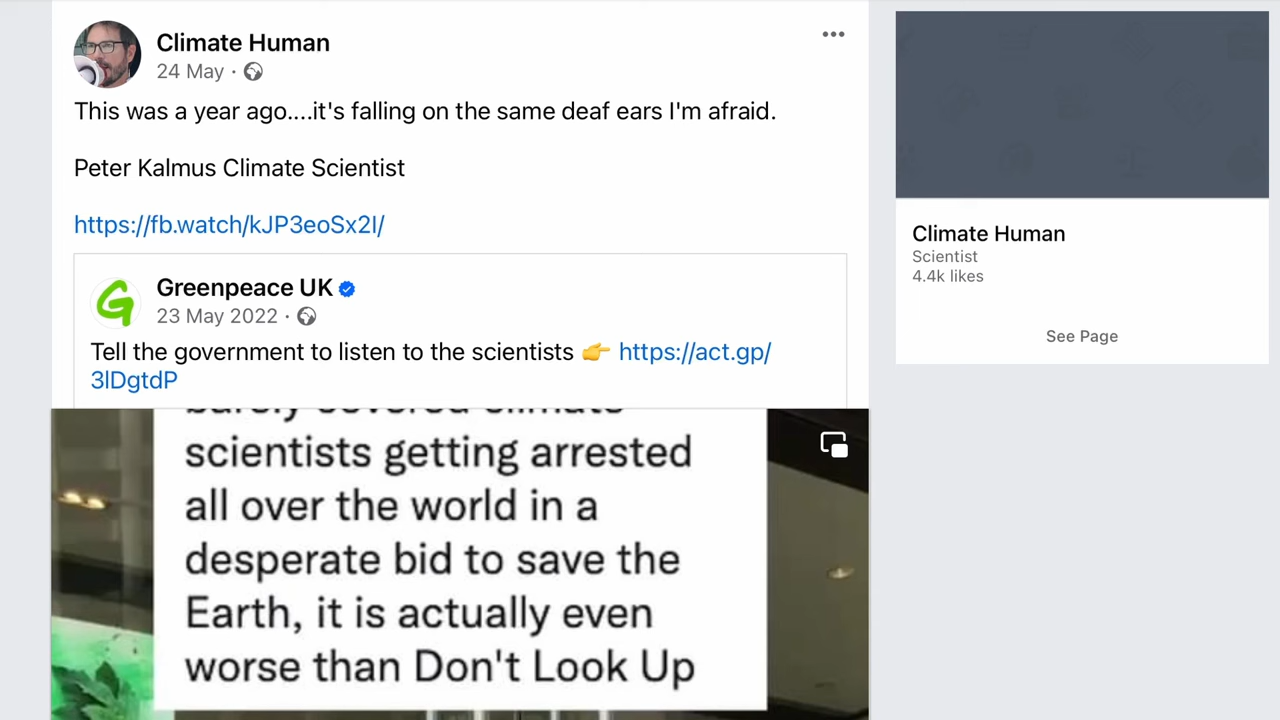 Climate Human
24 May ·
This was a year ago....it's falling on the same deaf ears I'm afraid.
Peter Kalmus Climate Scientist
https://fb.watch/kJP3eoSx2I/
Greenpeace UK
23 May 2022 ·
Tell the government to listen to the scientists 👉 https://act.gp/
3lDgtdP
barely covered climate
scientists getting arrested
all over the world in a
desperate bid to save the
Earth, it is actually even
worse than Don't Look Up
Climate Human
Scientist
4.4k likes
See Page